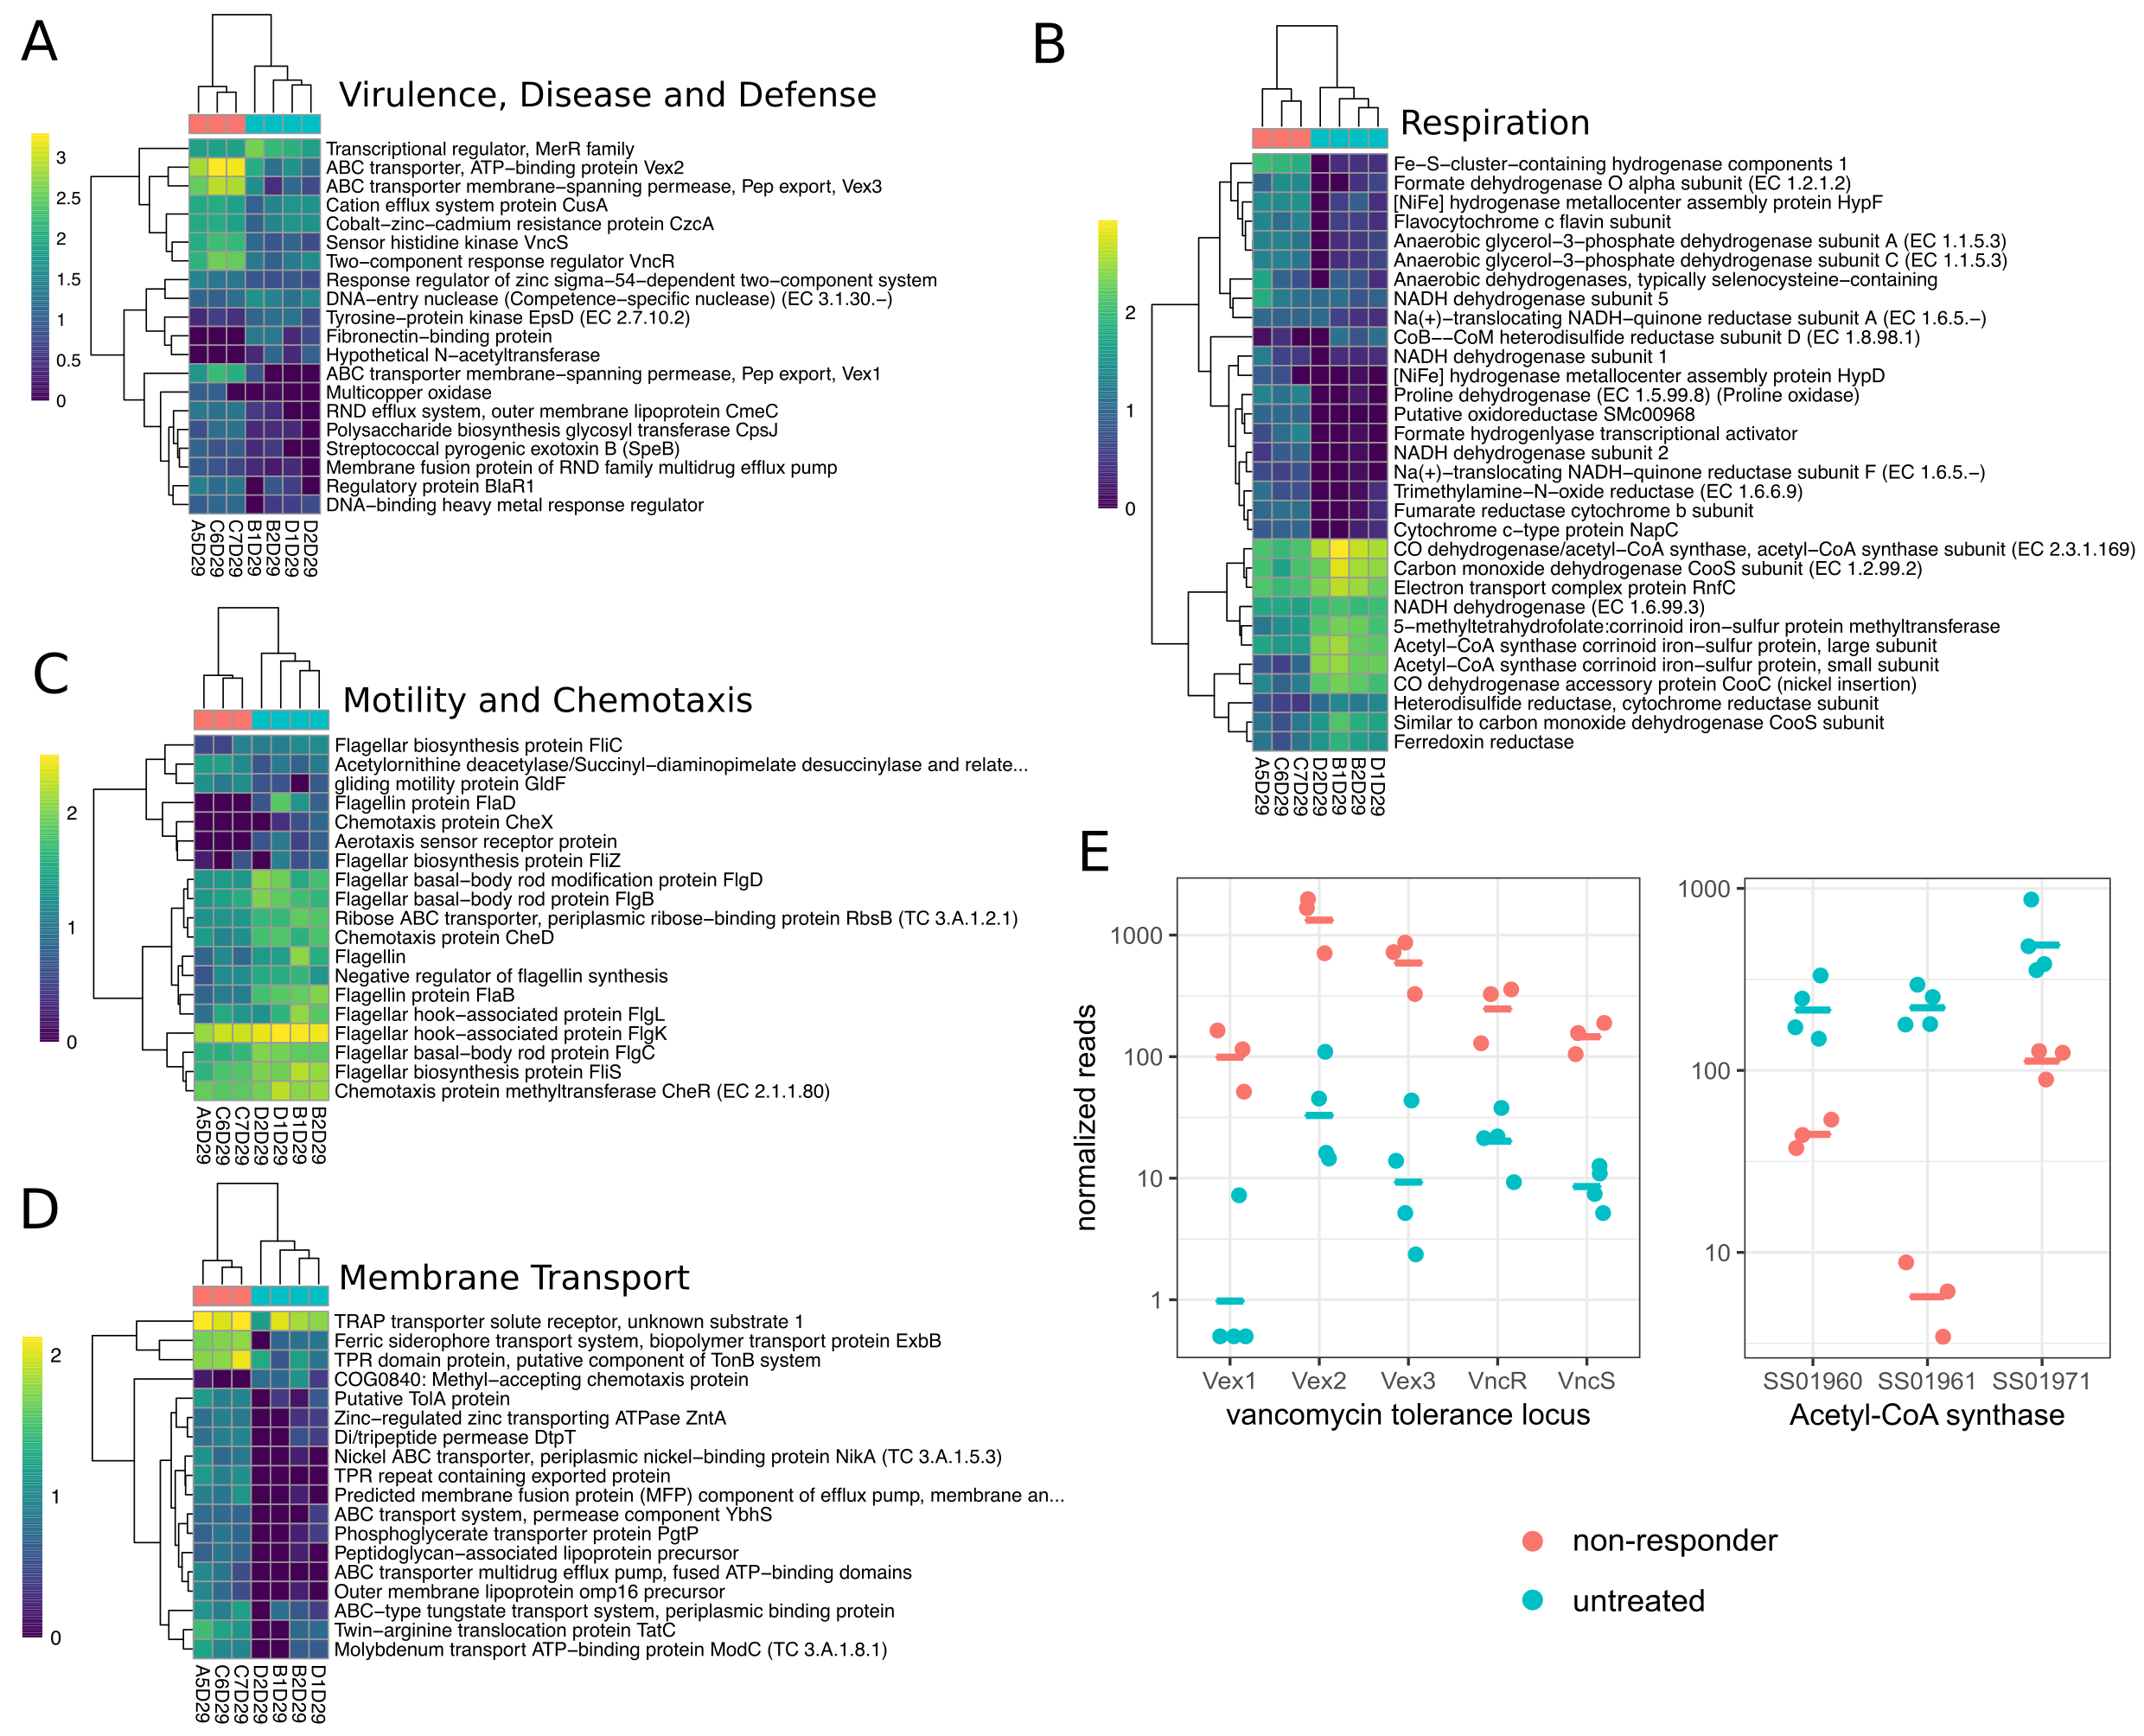 A
Virulence, Disease and Defense
3
2.5
2
1.5
1
0.5
0
Transcriptional regulator, MerR family
ABC transporter, ATP−binding protein Vex2
ABC transporter membrane−spanning permease, Pep export, Vex3
Cation efflux system protein CusA
Cobalt−zinc−cadmium resistance protein CzcA
Sensor histidine kinase VncS
Two−component response regulator VncR
Response regulator of zinc sigma−54−dependent two−component system
DNA−entry nuclease (Competence−specific nuclease) (EC 3.1.30.−)
Tyrosine−protein kinase EpsD (EC 2.7.10.2)
Fibronectin−binding protein
Hypothetical N−acetyltransferase
ABC transporter membrane−spanning permease, Pep export, Vex1
Multicopper oxidase
RND efflux system, outer membrane lipoprotein CmeC
Polysaccharide biosynthesis glycosyl transferase CpsJ
Streptococcal pyrogenic exotoxin B (SpeB)
Membrane fusion protein of RND family multidrug efflux pump
Regulatory protein BlaR1
DNA−binding heavy metal response regulator
A5D29
C6D29
C7D29
B1D29
B2D29
D1D29
D2D29
B
Respiration
2
1
0
Fe−S−cluster−containing hydrogenase components 1
Formate dehydrogenase O alpha subunit (EC 1.2.1.2)
[NiFe] hydrogenase metallocenter assembly protein HypF
Flavocytochrome c flavin subunit
Anaerobic glycerol−3−phosphate dehydrogenase subunit A (EC 1.1.5.3)
Anaerobic glycerol−3−phosphate dehydrogenase subunit C (EC 1.1.5.3)
Anaerobic dehydrogenases, typically selenocysteine−containing
NADH dehydrogenase subunit 5
Na(+)−translocating NADH−quinone reductase subunit A (EC 1.6.5.−)
CoB−−CoM heterodisulfide reductase subunit D (EC 1.8.98.1)
NADH dehydrogenase subunit 1
[NiFe] hydrogenase metallocenter assembly protein HypD
Proline dehydrogenase (EC 1.5.99.8) (Proline oxidase)
Putative oxidoreductase SMc00968
Formate hydrogenlyase transcriptional activator
NADH dehydrogenase subunit 2
Na(+)−translocating NADH−quinone reductase subunit F (EC 1.6.5.−)
Trimethylamine−N−oxide reductase (EC 1.6.6.9)
Fumarate reductase cytochrome b subunit
Cytochrome c−type protein NapC
CO dehydrogenase/acetyl−CoA synthase, acetyl−CoA synthase subunit (EC 2.3.1.169)
Carbon monoxide dehydrogenase CooS subunit (EC 1.2.99.2)
Electron transport complex protein RnfC
NADH dehydrogenase (EC 1.6.99.3)
5−methyltetrahydrofolate:corrinoid iron−sulfur protein methyltransferase
Acetyl−CoA synthase corrinoid iron−sulfur protein, large subunit
Acetyl−CoA synthase corrinoid iron−sulfur protein, small subunit
CO dehydrogenase accessory protein CooC (nickel insertion)
Heterodisulfide reductase, cytochrome reductase subunit
Similar to carbon monoxide dehydrogenase CooS subunit
Ferredoxin reductase
A5D29
C6D29
C7D29
D2D29
B1D29
B2D29
D1D29
C
Motility and Chemotaxis
2
1
0
Flagellar biosynthesis protein FliC
Acetylornithine deacetylase/Succinyl−diaminopimelate desuccinylase and relate...
gliding motility protein GldF
Flagellin protein FlaD
Chemotaxis protein CheX
Aerotaxis sensor receptor protein
Flagellar biosynthesis protein FliZ
Flagellar basal−body rod modification protein FlgD
Flagellar basal−body rod protein FlgB
Ribose ABC transporter, periplasmic ribose−binding protein RbsB (TC 3.A.1.2.1)
Chemotaxis protein CheD
Flagellin
Negative regulator of flagellin synthesis
Flagellin protein FlaB
Flagellar hook−associated protein FlgL
Flagellar hook−associated protein FlgK
Flagellar basal−body rod protein FlgC
Flagellar biosynthesis protein FliS
Chemotaxis protein methyltransferase CheR (EC 2.1.1.80)
A5D29
C6D29
C7D29
D2D29
D1D29
B1D29
B2D29
D
Membrane Transport
2
1
0
TRAP transporter solute receptor, unknown substrate 1
Ferric siderophore transport system, biopolymer transport protein ExbB
TPR domain protein, putative component of TonB system
COG0840: Methyl−accepting chemotaxis protein
Putative TolA protein
Zinc−regulated zinc transporting ATPase ZntA
Di/tripeptide permease DtpT
Nickel ABC transporter, periplasmic nickel−binding protein NikA (TC 3.A.1.5.3)
TPR repeat containing exported protein
Predicted membrane fusion protein (MFP) component of efflux pump, membrane an...
ABC transport system, permease component YbhS
Phosphoglycerate transporter protein PgtP
Peptidoglycan−associated lipoprotein precursor
ABC transporter multidrug efflux pump, fused ATP−binding domains
Outer membrane lipoprotein omp16 precursor
ABC−type tungstate transport system, periplasmic binding protein
Twin−arginine translocation protein TatC
Molybdenum transport ATP−binding protein ModC (TC 3.A.1.8.1)
A5D29
C6D29
C7D29
D2D29
B1D29
B2D29
D1D29
E
normalized reads
1000
100
10
1
Vex1 Vex2 Vex3 VncR VncS
vancomycin tolerance locus
1000
100
10
SS01960 SS01961 SS01971
Acetyl-CoA synthase
non-responder
untreated